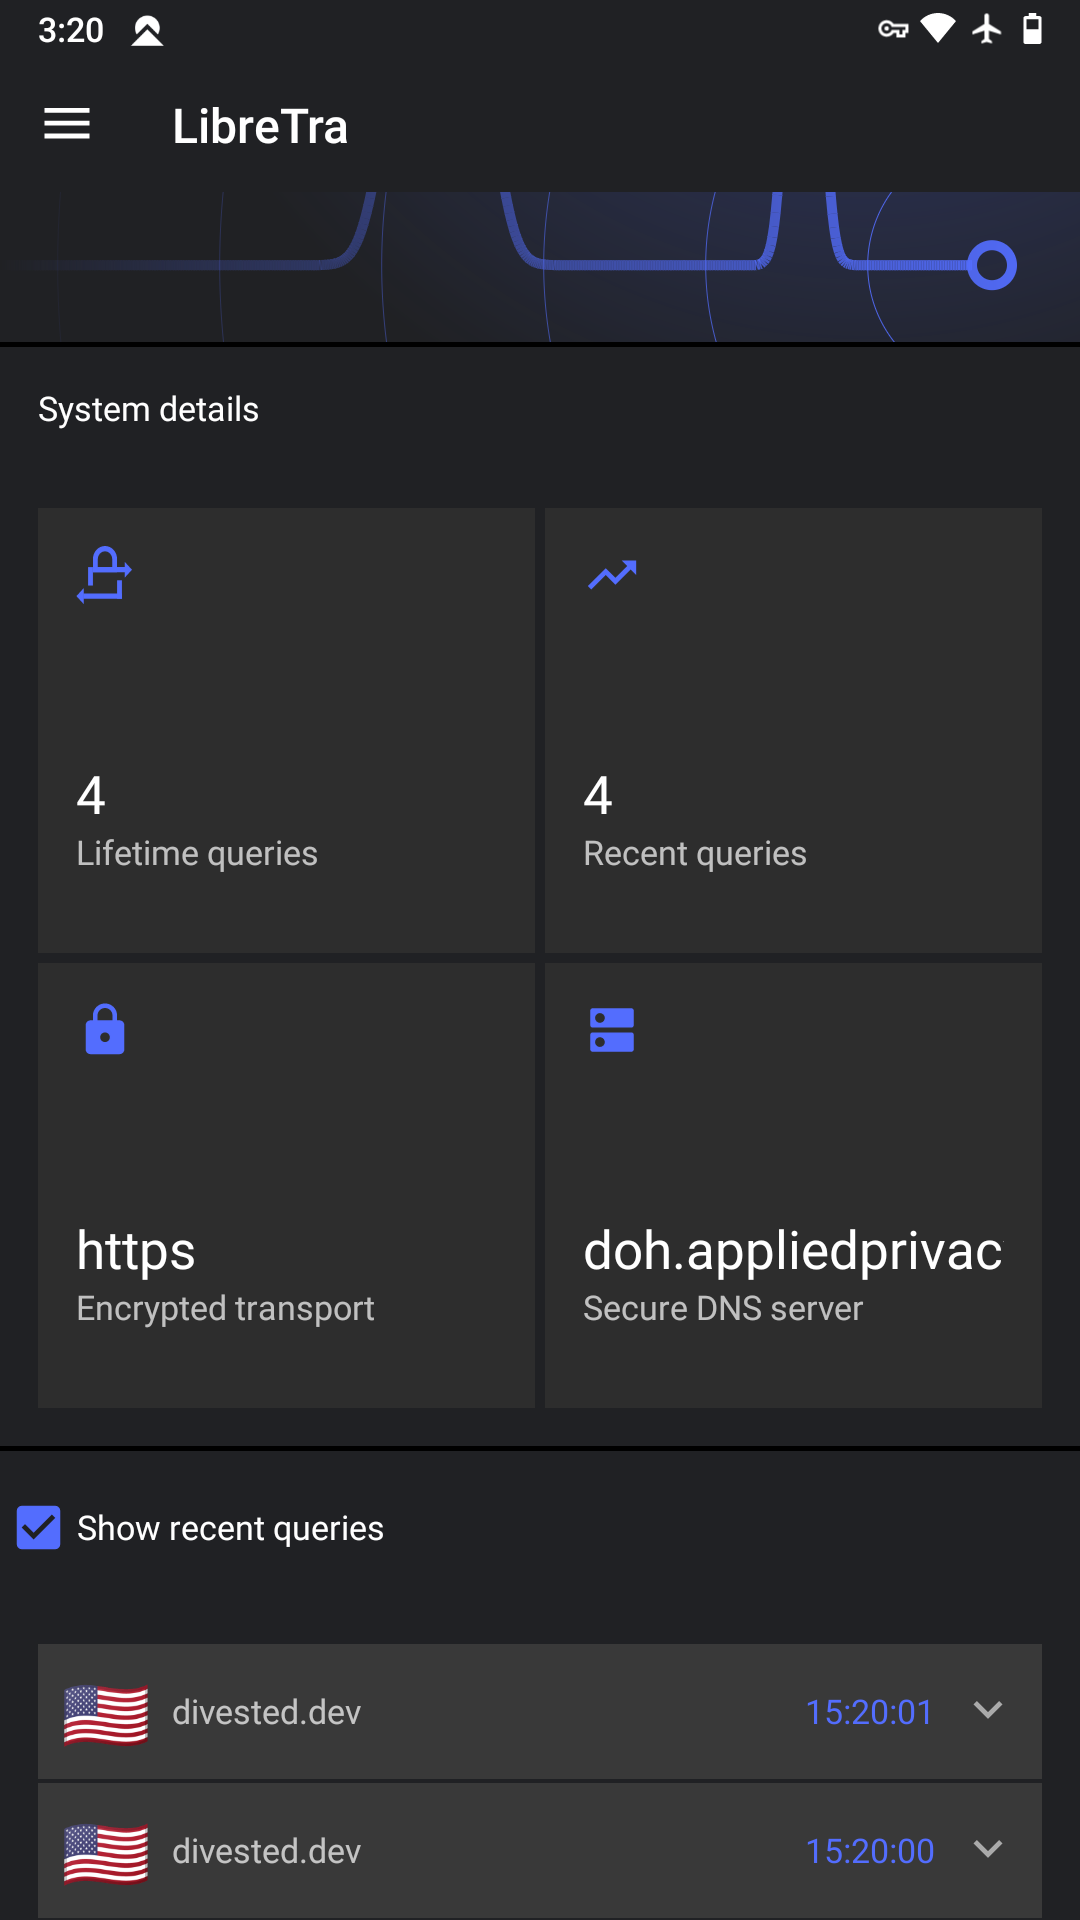 3:20
LibreTra
System details
4
Lifetime queries
4
Recent queries
https
Encrypted transport
doh.appliedprivac
Secure DNS server
Show recent queries
divested.dev 15:20:01
divested.dev 15:20:00